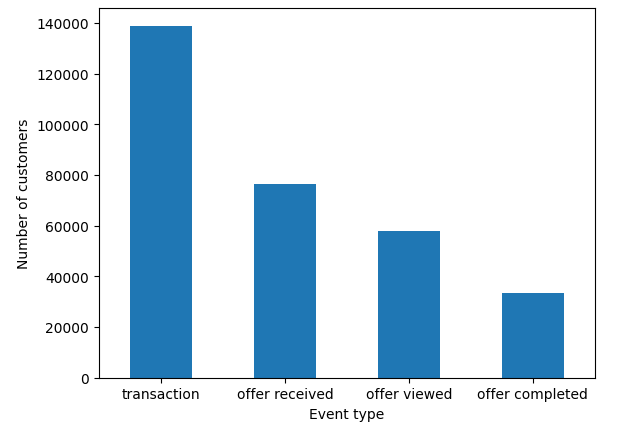 140000
120000
100000
80000
60000
40000
20000
0
Number of customers
transaction offer received offer viewed offer completed
Event type